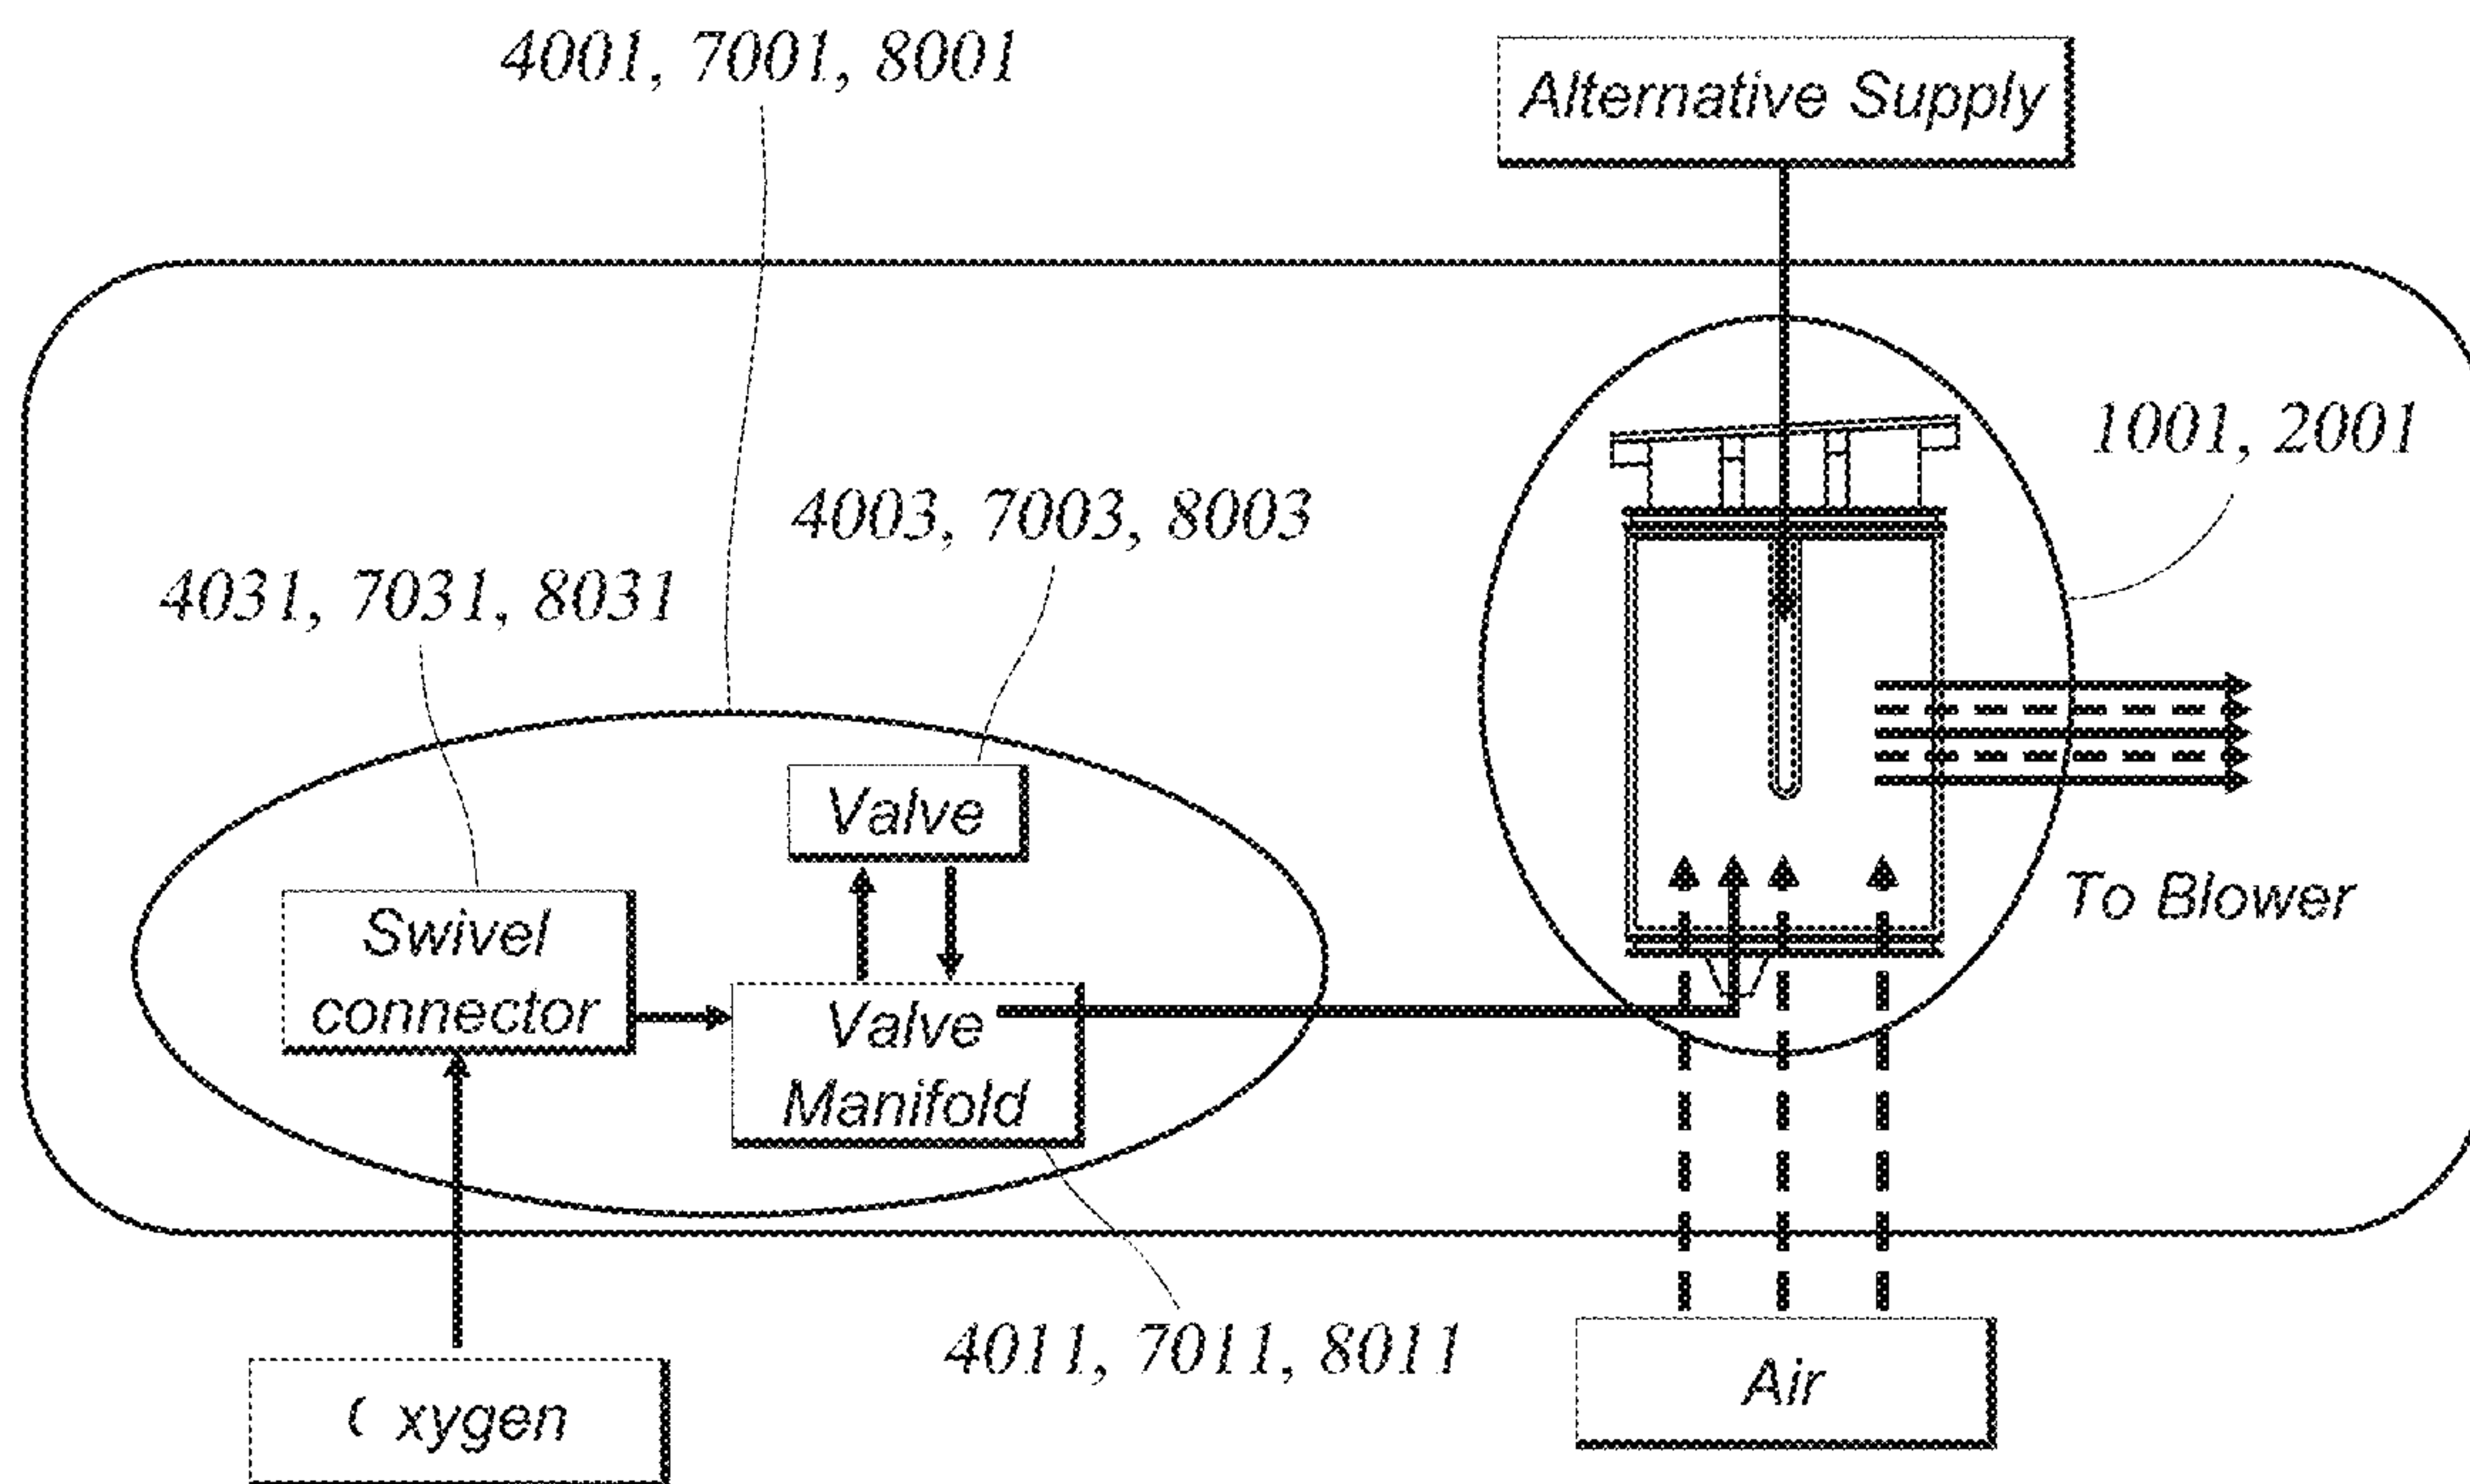 4001, 7001, 8001
Alternative Supply
1001, 2001
4003, 7003, 8003
4031, 7031, 8031
Valve
To Blower
Swivel
connector
Valve
Manifold
4011, 7011, 8011
Air
( xygen